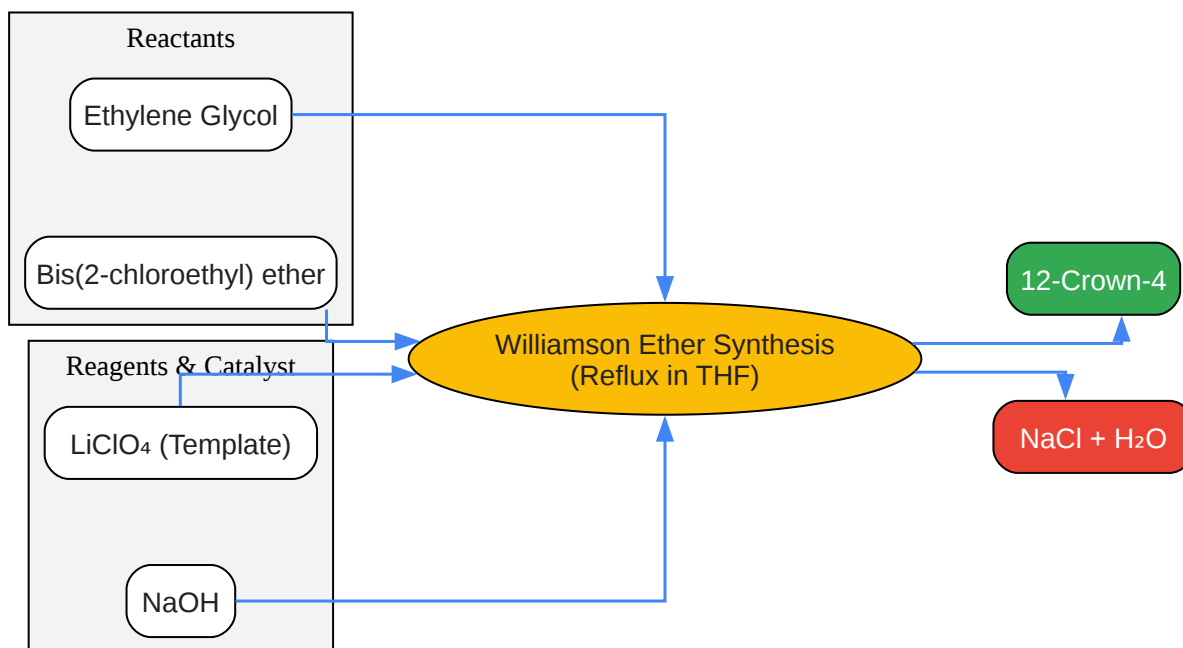 Reactants
Ethylene Glycol
Bis(2-chloroethyl) ether
Reagents & Catalyst
LiClO₄ (Template)
NaOH
Williamson Ether Synthesis
(Reflux in THF)
12-Crown-4
NaCl + H₂O